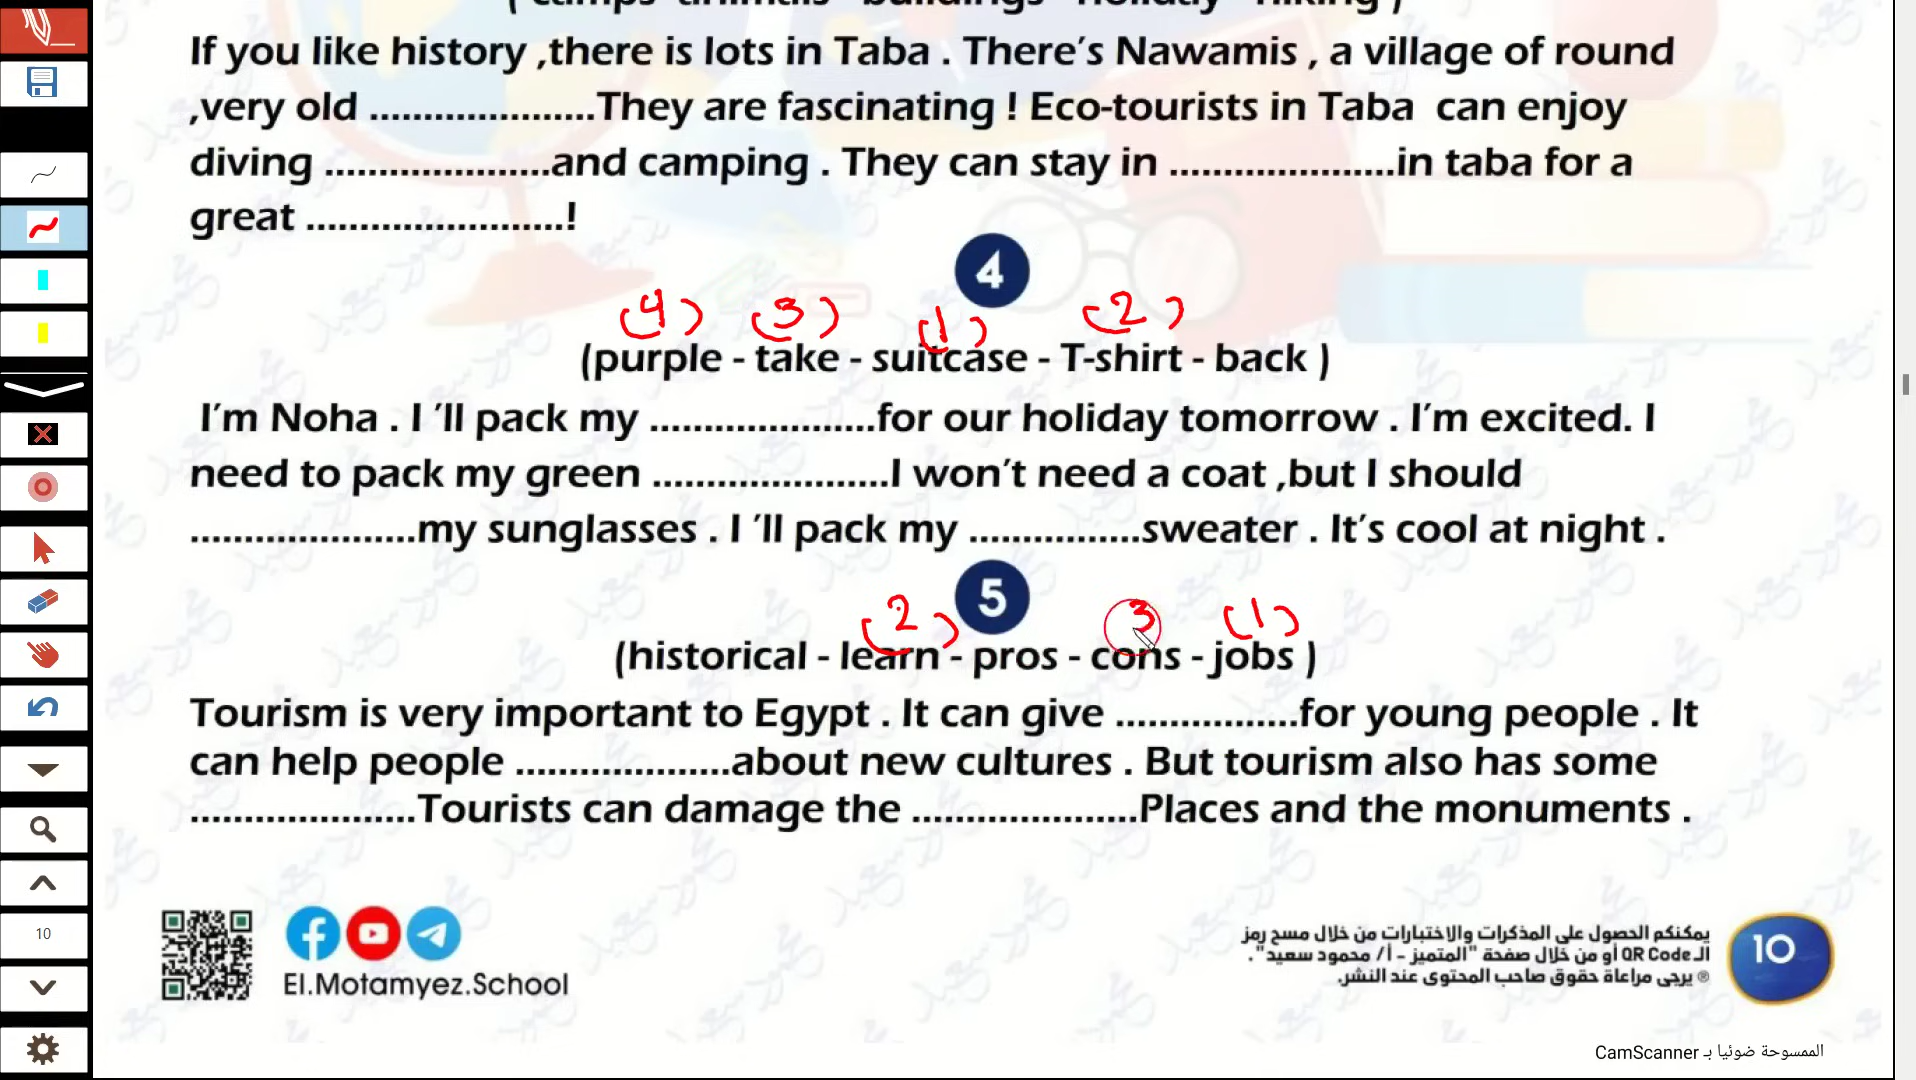 ( camps- animals - buildings - holiday - hiking )
If you like history ,there is lots in Taba . There's Nawamis , a village of round
,very old .....................They are fascinating ! Eco-tourists in Taba can enjoy
diving .....................and camping . They can stay in .....................in taba for a
great ........................!
4
(4) (3) (1) (2)
(purple - take - suitcase - T-shirt - back )
I'm Noha . I 'll pack my .....................for our holiday tomorrow . I'm excited. I
need to pack my green ......................I won't need a coat ,but I should
.....................my sunglasses . I 'll pack my ................sweater . It's cool at night .
5
(2) 3 (1)
(historical - learn - pros - cons - jobs )
Tourism is very important to Egypt . It can give .................for young people . It
can help people ....................about new cultures . But tourism also has some
.....................Tourists can damage the .....................Places and the monuments .
El.Motamyez.School
يمكنكم الحصول على المذكرات والاختبارات من خلال مسح رمز
الـ QR Code أو من خلال صفحة "المتميز - أ/ محمود سعيد".
® يرجى مراعاة حقوق صاحب المحتوى عند النشر.
10
10
الممسوحة ضوئيا بـ CamScanner